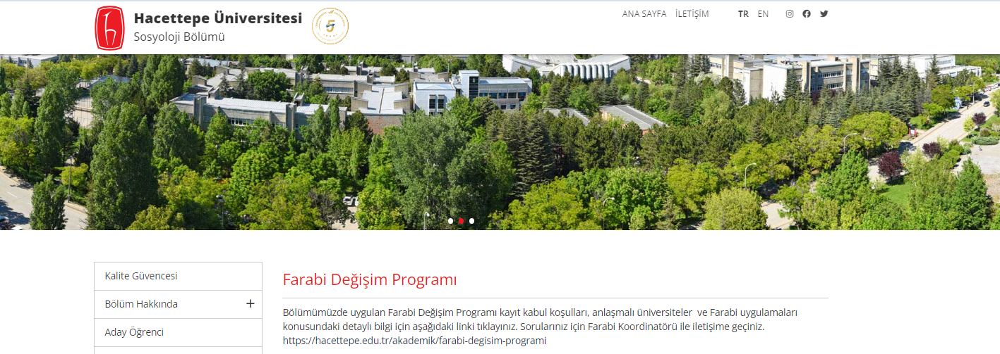 Hacettepe Üniversitesi
Sosyoloji Bölümü
ANA SAYFA İLETİŞİM TR EN
Kalite Güvencesi
Bölüm Hakkında +
Aday Öğrenci
Farabi Değişim Programı
Bölümümüzde uygulan Farabi Değişim Programı kayıt kabul koşulları, anlaşmalı üniversiteler ve Farabi uygulamaları
konusundaki detaylı bilgi için aşağıdaki linki tıklayınız. Sorularınız için Farabi Koordinatörü ile iletişime geçiniz.
https://hacettepe.edu.tr/akademik/farabi-degisim-programi